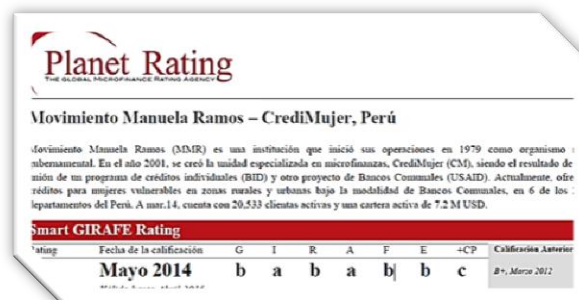 Planet Rating
THE GLOBAL MICROFINANCE RATING AGENCY
Movimiento Manuela Ramos – CrediMujer, Perú
Movimiento Manuela Ramos (MMR) es una institución que inició sus operaciones en 1979 como organismo
ubernamental. En el año 2001, se creó la unidad especializada en microfinanzas, CrediMujer (CM), siendo el resultado de
nión de un programa de créditos individuales (BID) y otro proyecto de Bancos Comunales (USAID). Actualmente, ofre
réditos para mujeres vulnerables en zonas rurales y urbanas bajo la modalidad de Bancos Comunales, en 6 de los
epartamentos del Perú. A mar.14, cuenta con 20,533 clientas activas y una cartera activa de 7.2 M USD.
Smart GIRAFE Rating
Rating Fecha de la calificación G I R A F E +CP Calificación Anterior
Mayo 2014 b a b a b b c B+, Marzo 2012